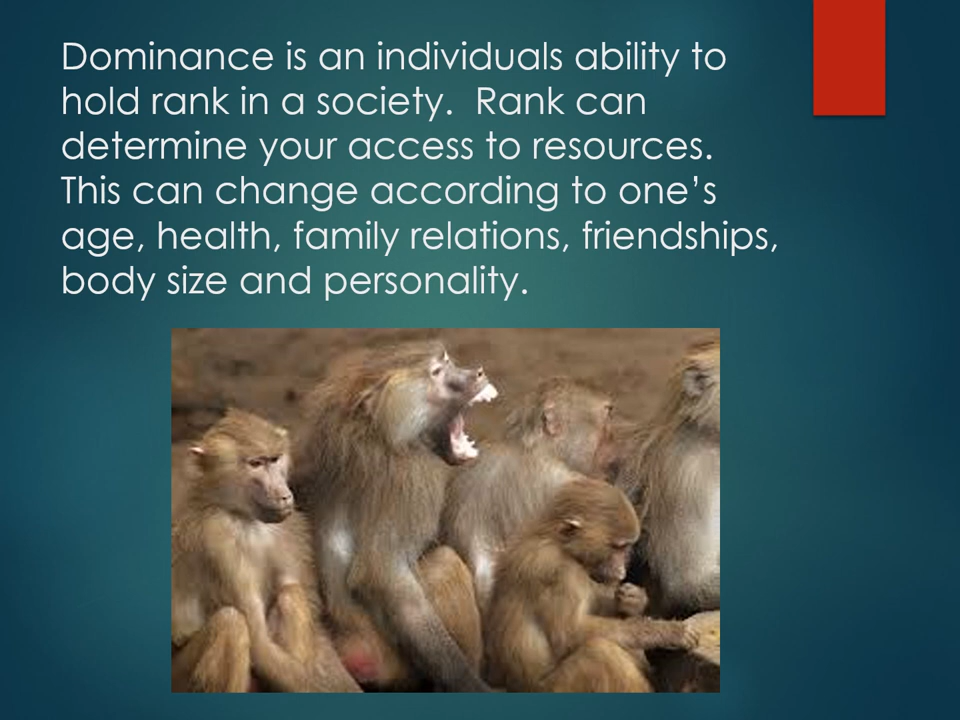 Dominance is an individuals ability to
hold rank in a society.  Rank can
determine your access to resources.
This can change according to one’s
age, health, family relations, friendships,
body size and personality.